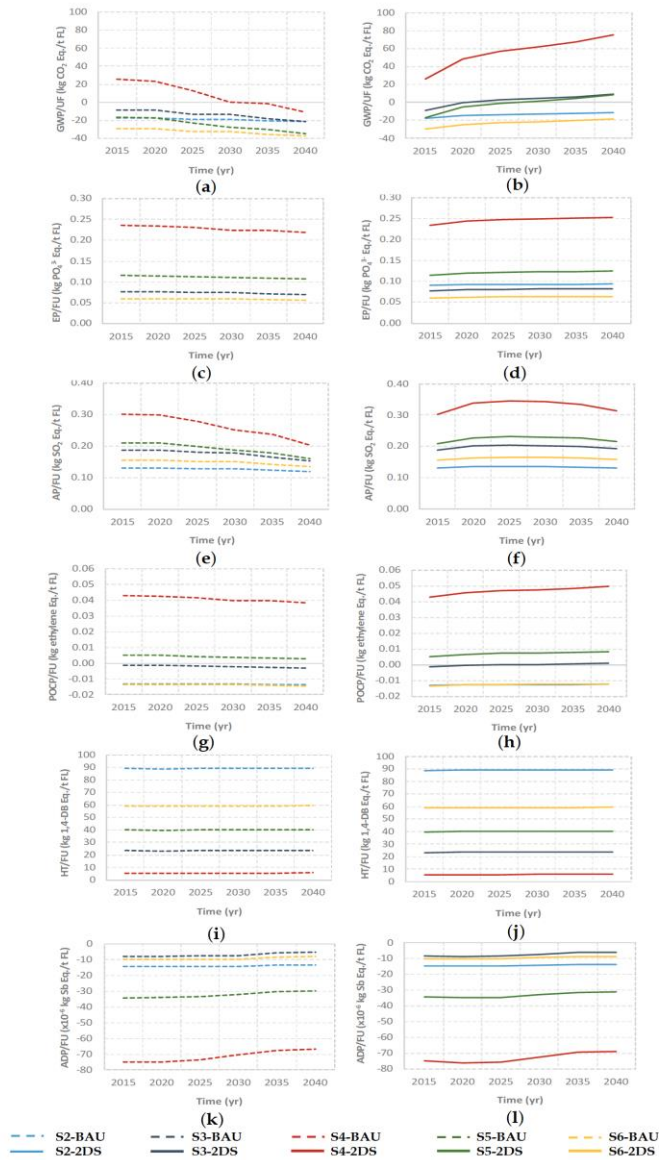 GWP/UF (kg CO2 Eq./t FL)
100
80
60
40
20
0
-20
-40
2015 2020 2025 2030 2035 2040
Time (yr)
(a)
GWP/UF (kg CO2 Eq./t FL)
100
80
60
40
20
0
-20
-40
2015 2020 2025 2030 2035 2040
Time (yr)
(b)
EP/FU (kg PO4³⁻ Eq./t FL)
0.30
0.25
0.20
0.15
0.10
0.05
0.00
2015 2020 2025 2030 2035 2040
Time (yr)
(c)
EP/FU (kg PO4³⁻ Eq./t FL)
0.30
0.25
0.20
0.15
0.10
0.05
0.00
2015 2020 2025 2030 2035 2040
Time (yr)
(d)
AP/FU (kg SO2 Eq./t FL)
0.40
0.30
0.20
0.10
0.00
2015 2020 2025 2030 2035 2040
Time (yr)
(e)
AP/FU (kg SO2 Eq./t FL)
0.40
0.30
0.20
0.10
0.00
2015 2020 2025 2030 2035 2040
Time (yr)
(f)
POCP/FU (kg ethylene Eq./t FL)
0.06
0.05
0.04
0.03
0.02
0.01
0.00
-0.01
-0.02
2015 2020 2025 2030 2035 2040
Time (yr)
(g)
POCP/FU (kg ethylene Eq./t FL)
0.06
0.05
0.04
0.03
0.02
0.01
0.00
-0.01
-0.02
2015 2020 2025 2030 2035 2040
Time (yr)
(h)
HT/FU (kg 1,4-DB Eq./t FL)
100
90
80
70
60
50
40
30
20
10
0
2015 2020 2025 2030 2035 2040
Time (yr)
(i)
HT/FU (kg 1,4-DB Eq./t FL)
100
90
80
70
60
50
40
30
20
10
0
2015 2020 2025 2030 2035 2040
Time (yr)
(j)
ADP/FU (x10⁻⁶ kg Sb Eq./t FL)
0
-10
-20
-30
-40
-50
-60
-70
-80
2015 2020 2025 2030 2035 2040
Time (yr)
(k)
ADP/FU (x10⁻⁶ kg Sb Eq./t FL)
0
-10
-20
-30
-40
-50
-60
-70
-80
2015 2020 2025 2030 2035 2040
Time (yr)
(l)
S2-BAU S3-BAU S4-BAU S5-BAU S6-BAU
S2-2DS S3-2DS S4-2DS S5-2DS S6-2DS